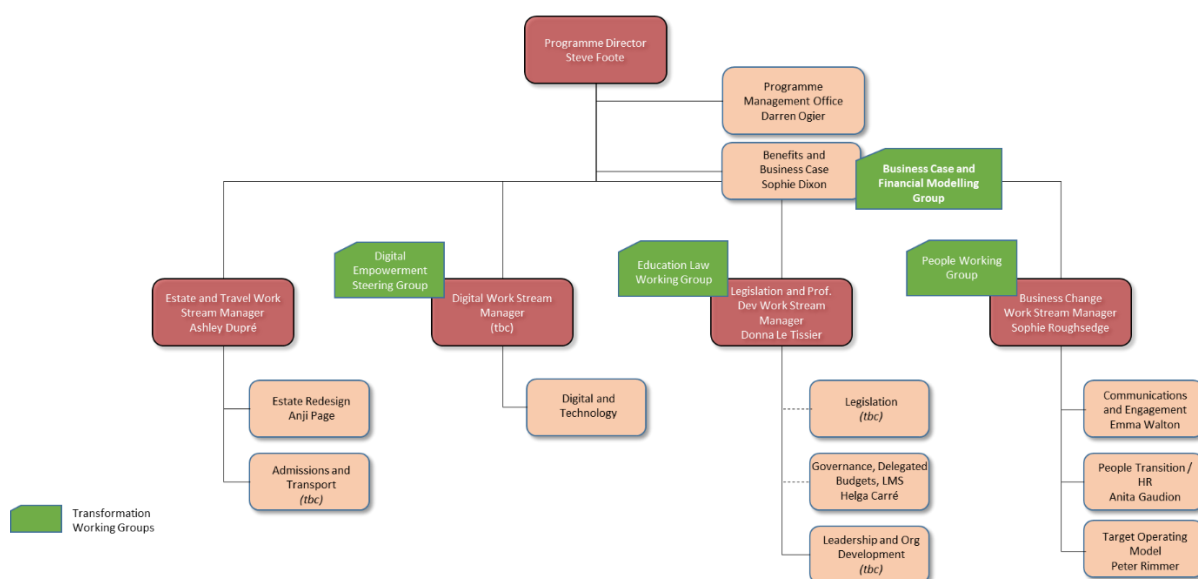 Programme Director
Steve Foote
Programme
Management Office
Darren Ogier
Benefits and
Business Case
Sophie Dixon
Business Case and
Financial Modelling
Group
Digital
Empowerment
Steering Group
Education Law
Working Group
People Working
Group
Estate and Travel Work
Stream Manager
Ashley Dupré
Digital Work Stream
Manager
(tbc)
Legislation and Prof.
Dev Work Stream
Manager
Donna Le Tissier
Business Change
Work Stream Manager
Sophie Roughsedge
Estate Redesign
Anji Page
Digital and
Technology
Legislation
(tbc)
Communications
and Engagement
Emma Walton
Admissions and
Transport
(tbc)
Governance, Delegated
Budgets, LMS
Helga Carré
People Transition /
HR
Anita Gaudion
Leadership and Org
Development
(tbc)
Target Operating
Model
Peter Rimmer
Transformation
Working Groups